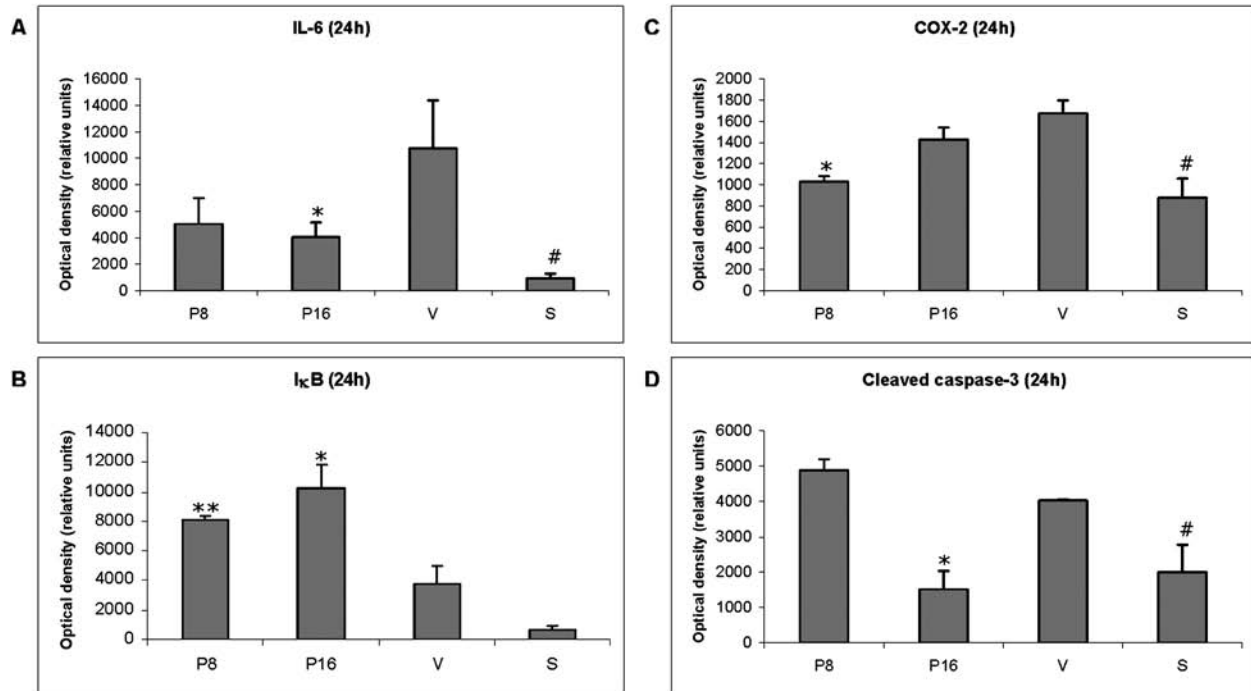 A
IL-6 (24h)
Optical density (relative units)
16000
14000
12000
10000
8000
6000
4000
2000
0
*
#
P8 P16 V S
B
IκB (24h)
Optical density (relative units)
14000
12000
10000
8000
6000
4000
2000
0
**
*
P8 P16 V S
C
COX-2 (24h)
Optical density (relative units)
2000
1800
1600
1400
1200
1000
800
600
400
200
0
*
#
P8 P16 V S
D
Cleaved caspase-3 (24h)
Optical density (relative units)
6000
5000
4000
3000
2000
1000
0
*
#
P8 P16 V S